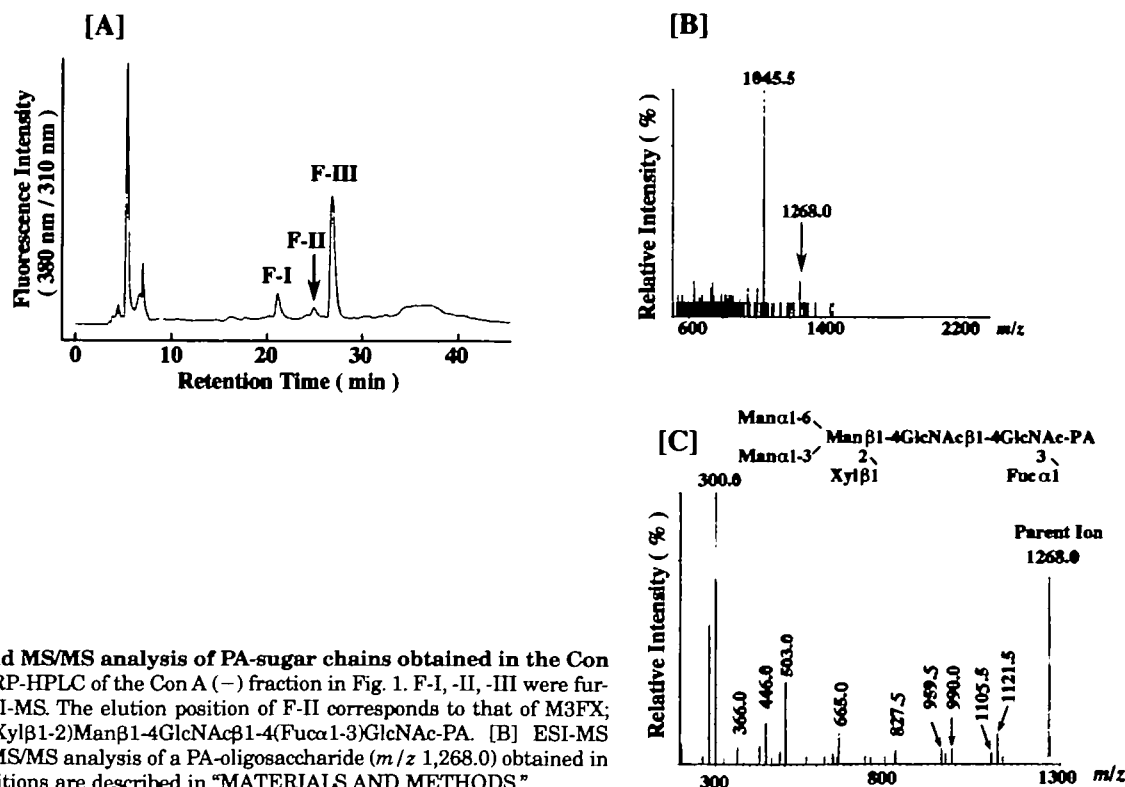 [A]
Fluorescence Intensity
( 380 nm / 310 nm )
F-I
F-II
F-III
0 10 20 30 40
Retention Time ( min )
[B]
Relative Intensity ( % )
1045.5
1268.0
600 1400 2200 m/z
[C]
Manα1-6
Manβ1-4GlcNAcβ1-4GlcNAc-PA
Manα1-3
2 3
Xylβ1 Fucα1
Relative Intensity ( % )
300.0
366.0
446.0
503.0
665.0
827.5
959.5
990.0
1105.5
1121.5
Parent Ion
1268.0
300 800 1300 m/z
d MS/MS analysis of PA-sugar chains obtained in the Con
RP-HPLC of the Con A (−) fraction in Fig. 1. F-I, -II, -III were fur-
I-MS. The elution position of F-II corresponds to that of M3FX;
Xylβ1-2)Manβ1-4GlcNAcβ1-4(Fucα1-3)GlcNAc-PA. [B] ESI-MS
MS/MS analysis of a PA-oligosaccharide (m/z 1,268.0) obtained in
itions are described in “MATERIALS AND METHODS.”